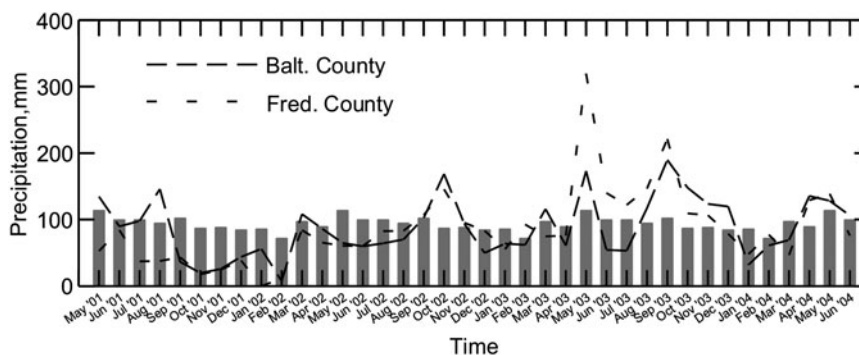 400
300
200
100
0
Precipitation,mm
Balt. County
Fred. County
May '01
Jun '01
Jul '01
Aug '01
Sep '01
Oct '01
Nov '01
Dec '01
Jan '02
Feb '02
Mar '02
Apr '02
May '02
Jun '02
Jul '02
Aug '02
Sep '02
Oct '02
Nov '02
Dec '02
Jan '03
Feb '03
Mar '03
Apr '03
May '03
Jun '03
Jul '03
Aug '03
Sep '03
Oct '03
Nov '03
Dec '03
Jan '04
Feb '04
Mar '04
Apr '04
May '04
Jun '04
Time